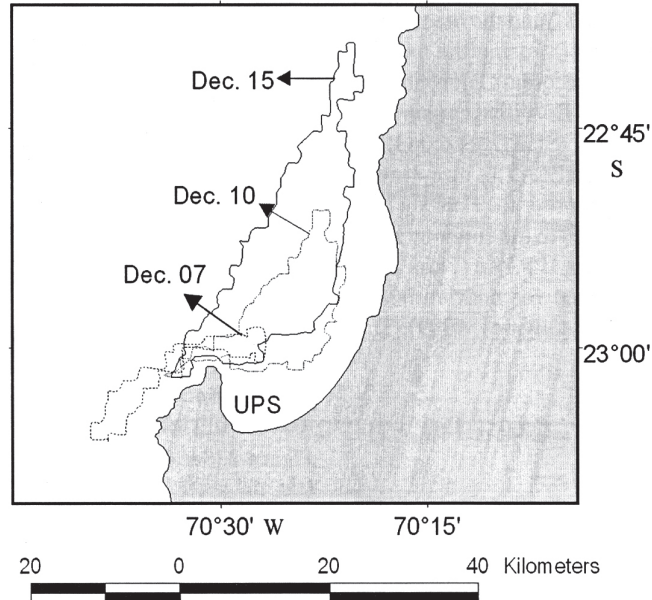 Dec. 15
22°45'
S
Dec. 10
Dec. 07
23°00'
UPS
70°30' W 70°15'
20 0 20 40 Kilometers